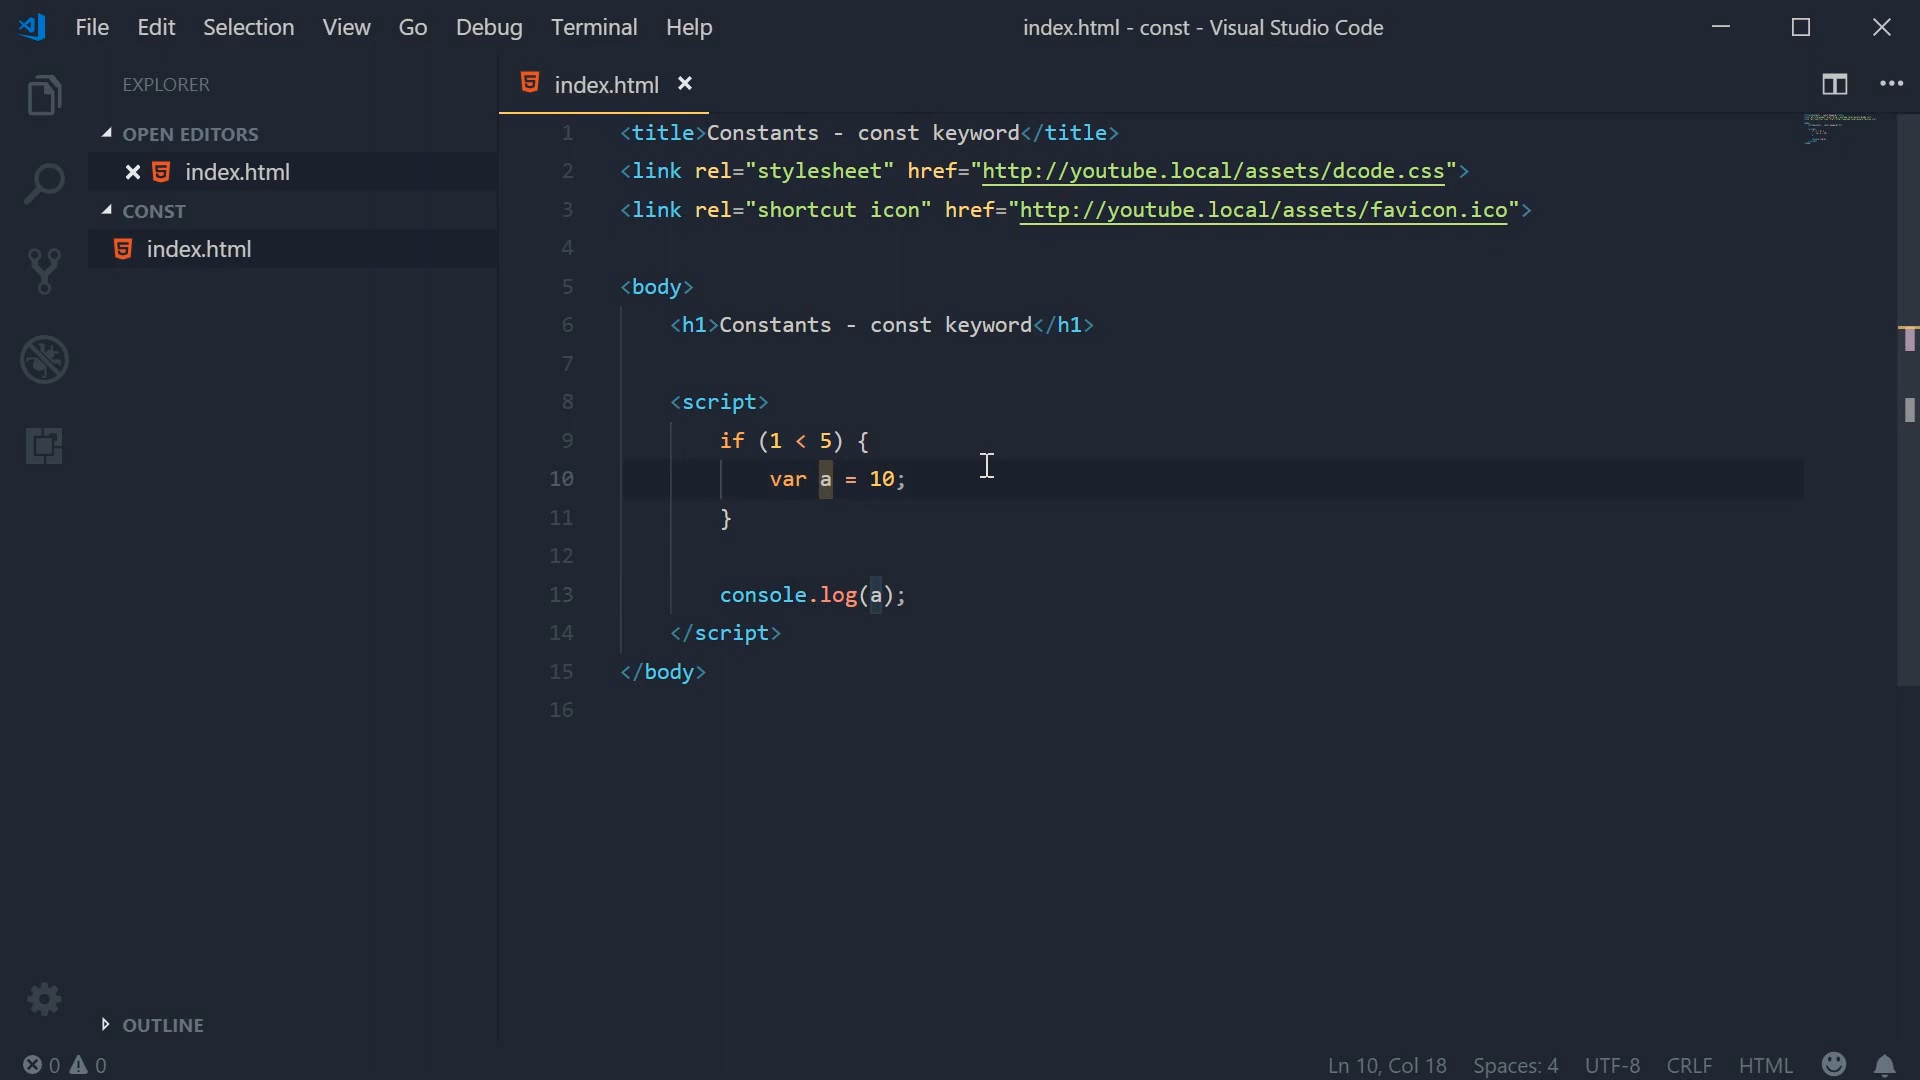 File Edit Selection View Go Debug Terminal Help
index.html - const - Visual Studio Code
EXPLORER
OPEN EDITORS
index.html
CONST
index.html
OUTLINE
index.html
1 <title>Constants - const keyword</title>
2 <link rel="stylesheet" href="http://youtube.local/assets/dcode.css">
3 <link rel="shortcut icon" href="http://youtube.local/assets/favicon.ico">
4
5 <body>
6     <h1>Constants - const keyword</h1>
7
8     <script>
9         if (1 < 5) {
10             var a = 10;
11         }
12
13         console.log(a);
14     </script>
15 </body>
16
0 0
Ln 10, Col 18 Spaces: 4 UTF-8 CRLF HTML